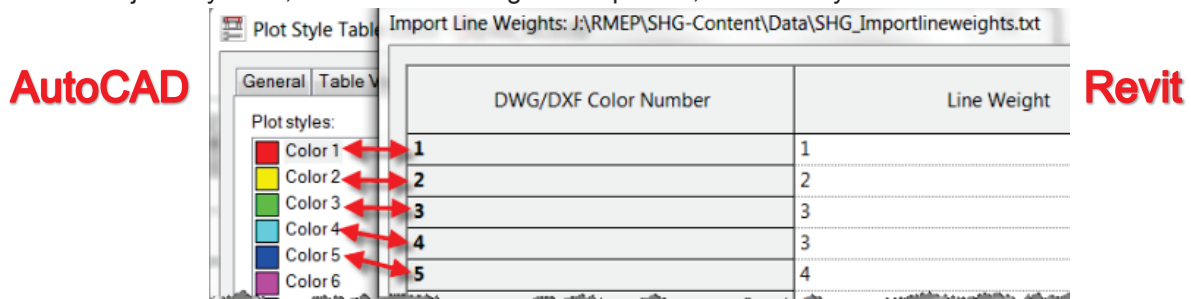 Plot Style Table
Import Line Weights: J:\RMEP\SHG-Content\Data\SHG_Importlineweights.txt
AutoCAD
Revit
General Table V
DWG/DXF Color Number Line Weight
Plot styles:
Color 1 1 1
Color 2 2 2
Color 3 3 3
Color 4 4 3
Color 5 5 4
Color 6